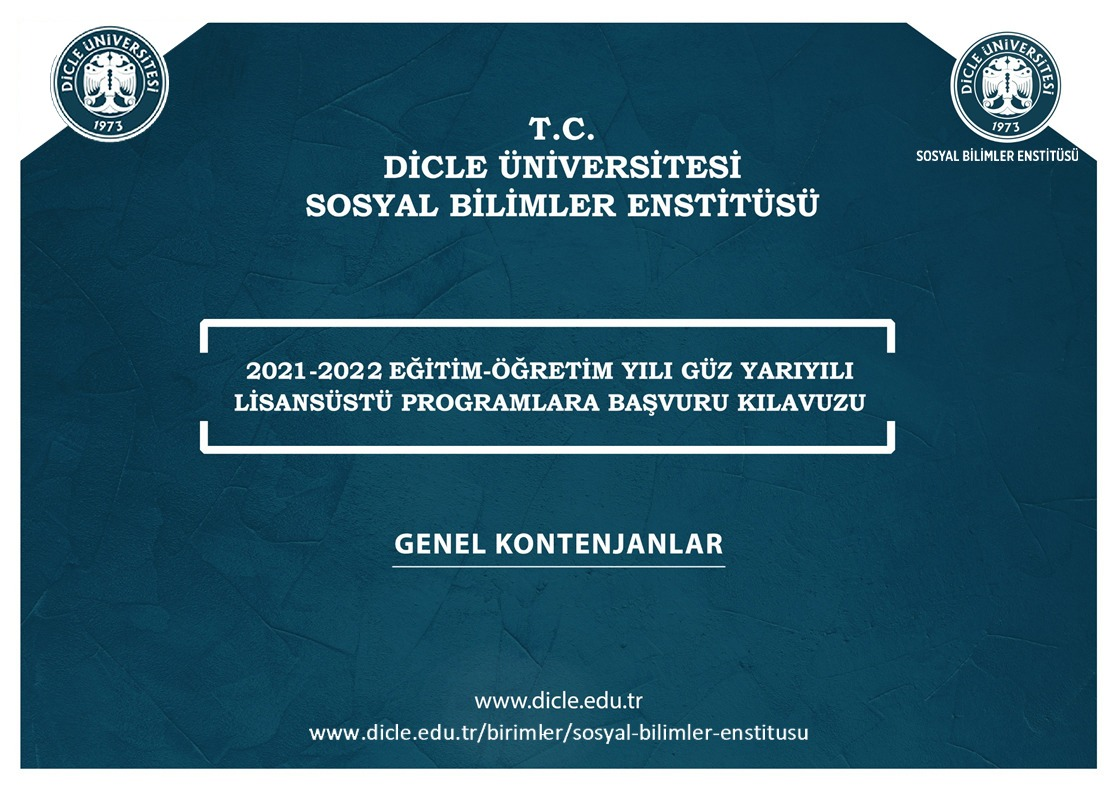 DİCLE ÜNİVERSİTESİ
1973
DİCLE ÜNİVERSİTESİ
1973
SOSYAL BİLİMLER ENSTİTÜSÜ
T.C.
DİCLE ÜNİVERSİTESİ
SOSYAL BİLİMLER ENSTİTÜSÜ
2021-2022 EĞİTİM-ÖĞRETİM YILI GÜZ YARIYILI
LİSANSÜSTÜ PROGRAMLARA BAŞVURU KILAVUZU
GENEL KONTENJANLAR
www.dicle.edu.tr
www.dicle.edu.tr/birimler/sosyal-bilimler-enstitusu